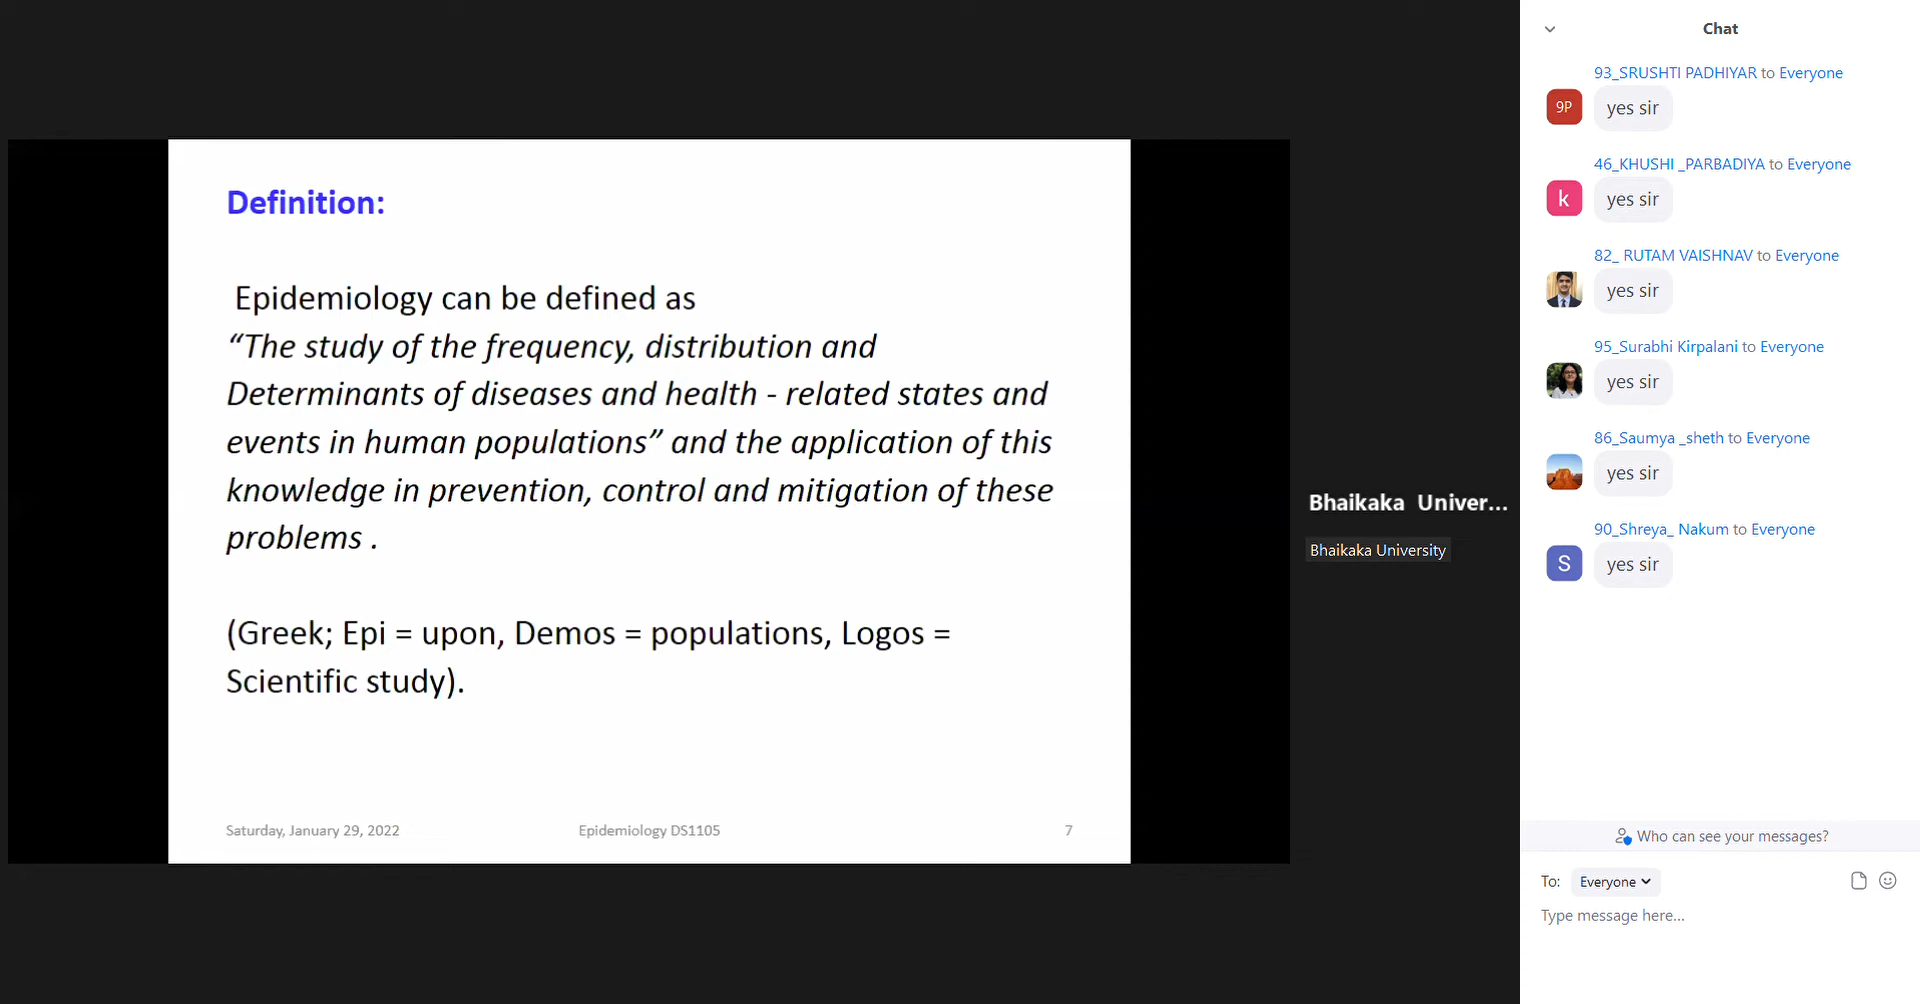 Definition:
Epidemiology can be defined as
“The study of the frequency, distribution and
Determinants of diseases and health - related states and
events in human populations” and the application of this
knowledge in prevention, control and mitigation of these
problems .
(Greek; Epi = upon, Demos = populations, Logos =
Scientific study).
Saturday, January 29, 2022
Epidemiology DS1105
7
Bhaikaka Univer...
Bhaikaka University
Chat
93_SRUSHTI PADHIYAR to Everyone
9P
yes sir
46_KHUSHI _PARBADIYA to Everyone
k
yes sir
82_ RUTAM VAISHNAV to Everyone
yes sir
95_Surabhi Kirpalani to Everyone
yes sir
86_Saumya _sheth to Everyone
yes sir
90_Shreya_ Nakum to Everyone
S
yes sir
Who can see your messages?
To: Everyone
Type message here...